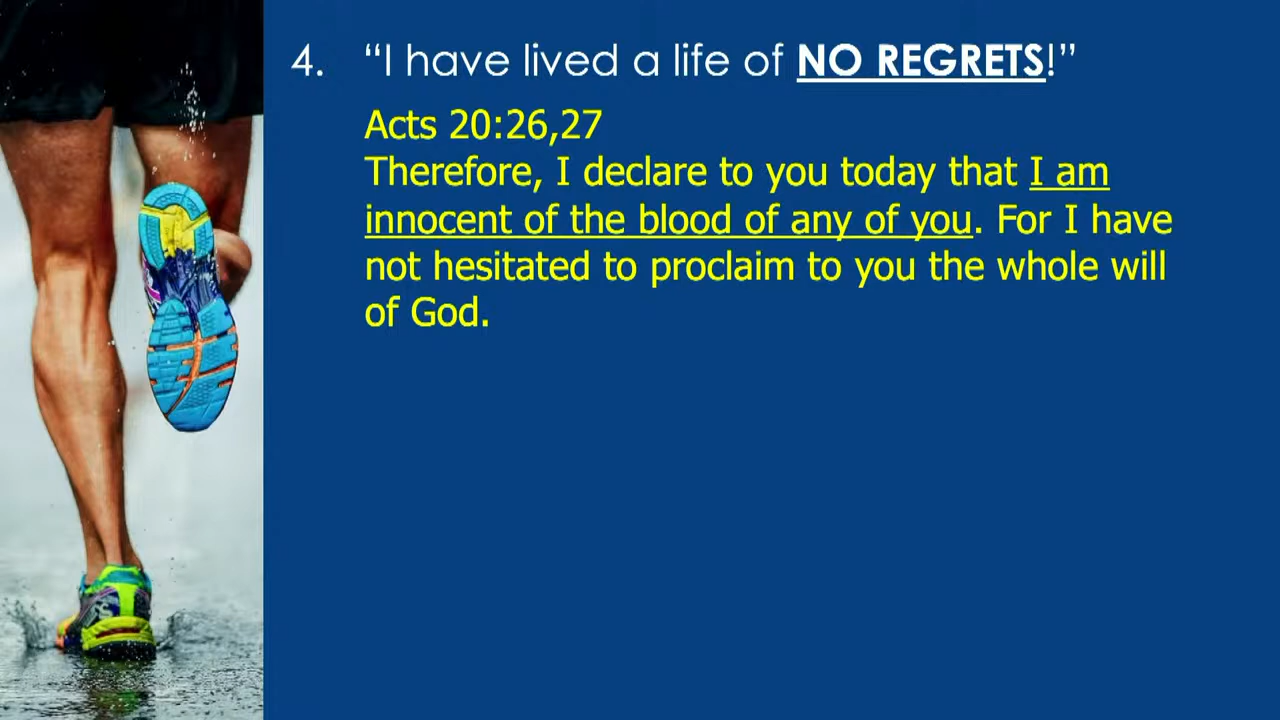 4. “I have lived a life of NO REGRETS!”
Acts 20:26,27
Therefore, I declare to you today that I am
innocent of the blood of any of you. For I have
not hesitated to proclaim to you the whole will
of God.